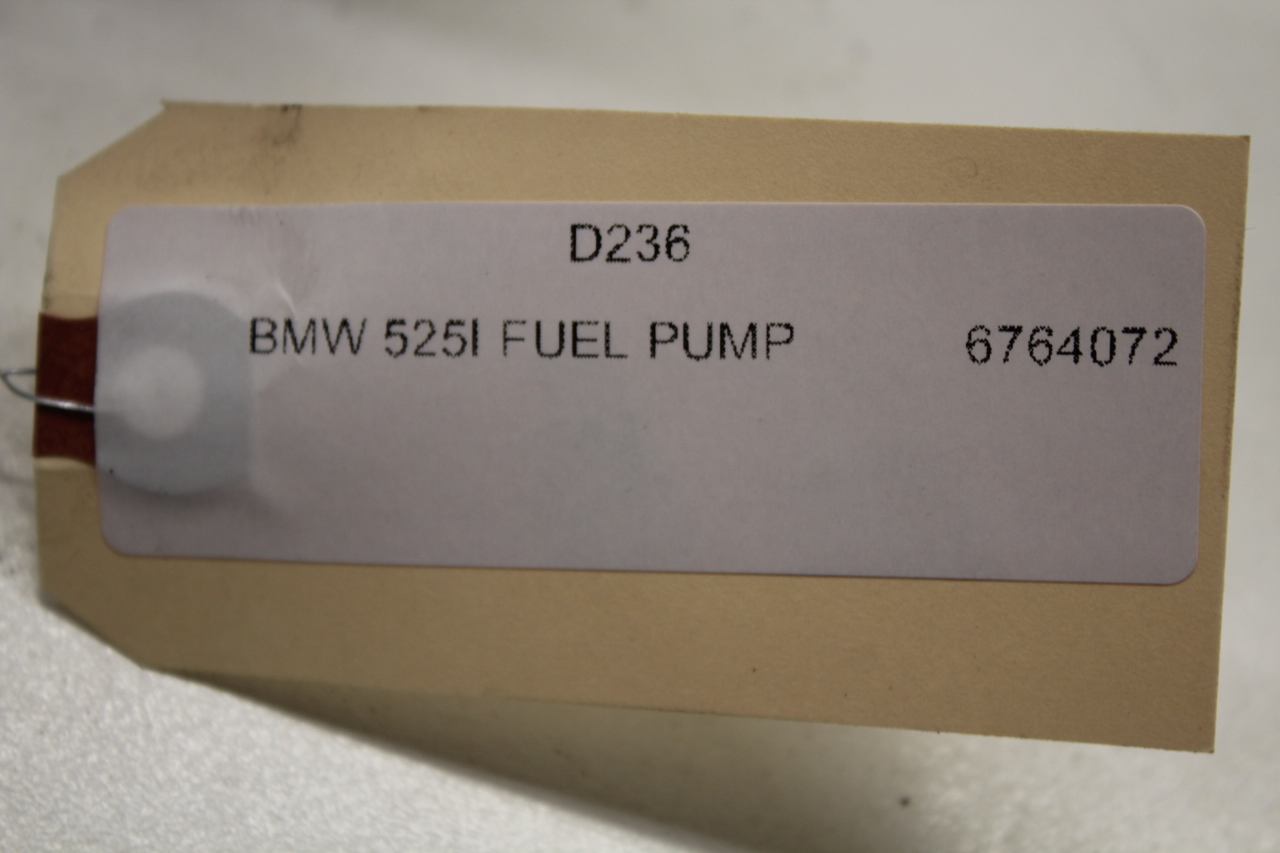 D236
BMW 525I FUEL PUMP 6764072